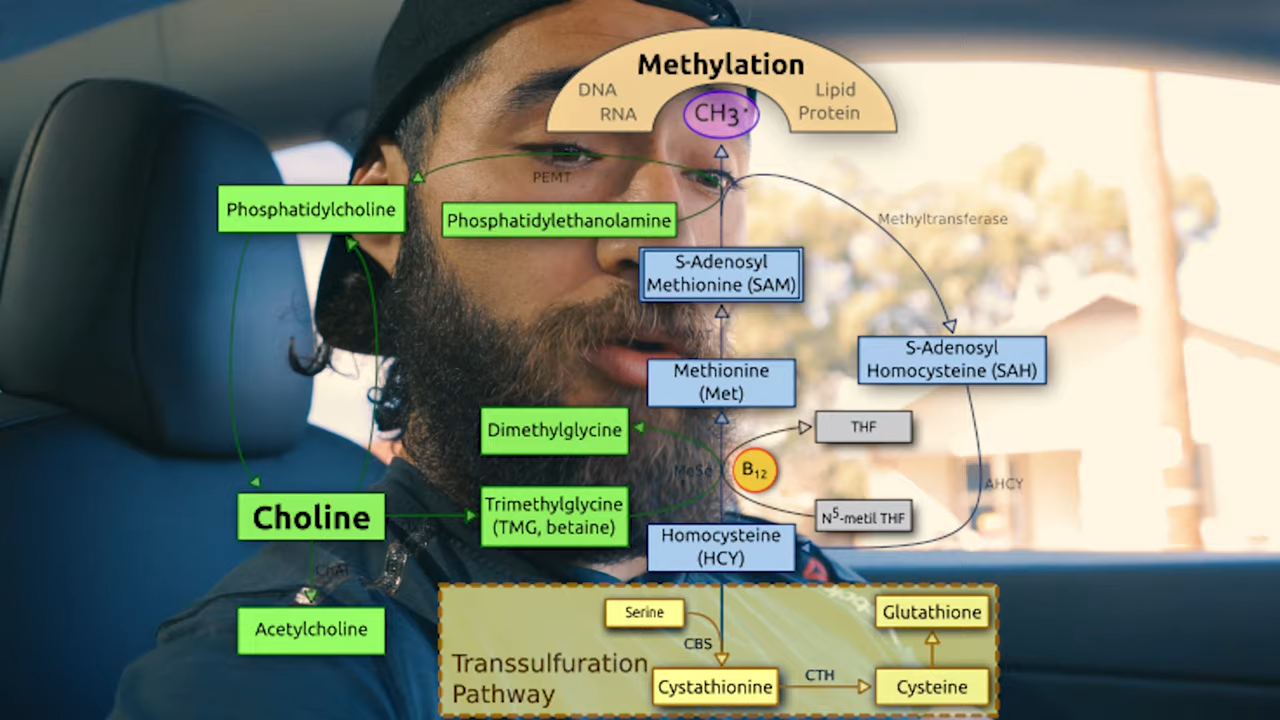 Methylation
DNA
RNA
Lipid
Protein
CH3•
PEMT
Phosphatidylcholine
Phosphatidylethanolamine
Methyltransferase
S-Adenosyl
Methionine (SAM)
S-Adenosyl
Homocysteine (SAH)
Methionine
(Met)
Dimethylglycine
THF
B12
AHCY
Choline
Trimethylglycine
(TMG, betaine)
N5-metil THF
Homocysteine
(HCY)
ChAT
Acetylcholine
Serine
Glutathione
CBS
Transsulfuration
Pathway
Cystathionine
CTH
Cysteine